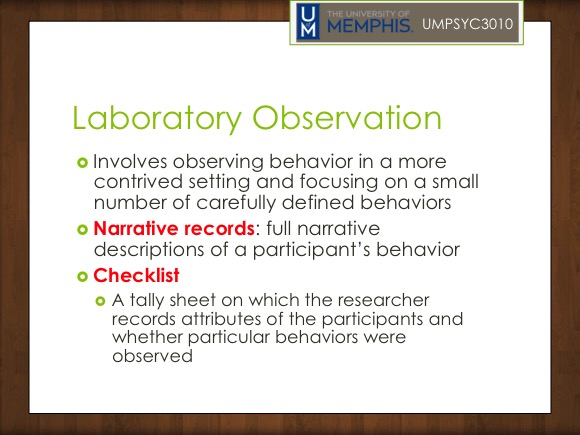 UM
THE UNIVERSITY OF
MEMPHIS.
UMPSYC3010
Laboratory Observation
Involves observing behavior in a more
contrived setting and focusing on a small
number of carefully defined behaviors
Narrative records: full narrative
descriptions of a participant’s behavior
Checklist
A tally sheet on which the researcher
records attributes of the participants and
whether particular behaviors were
observed